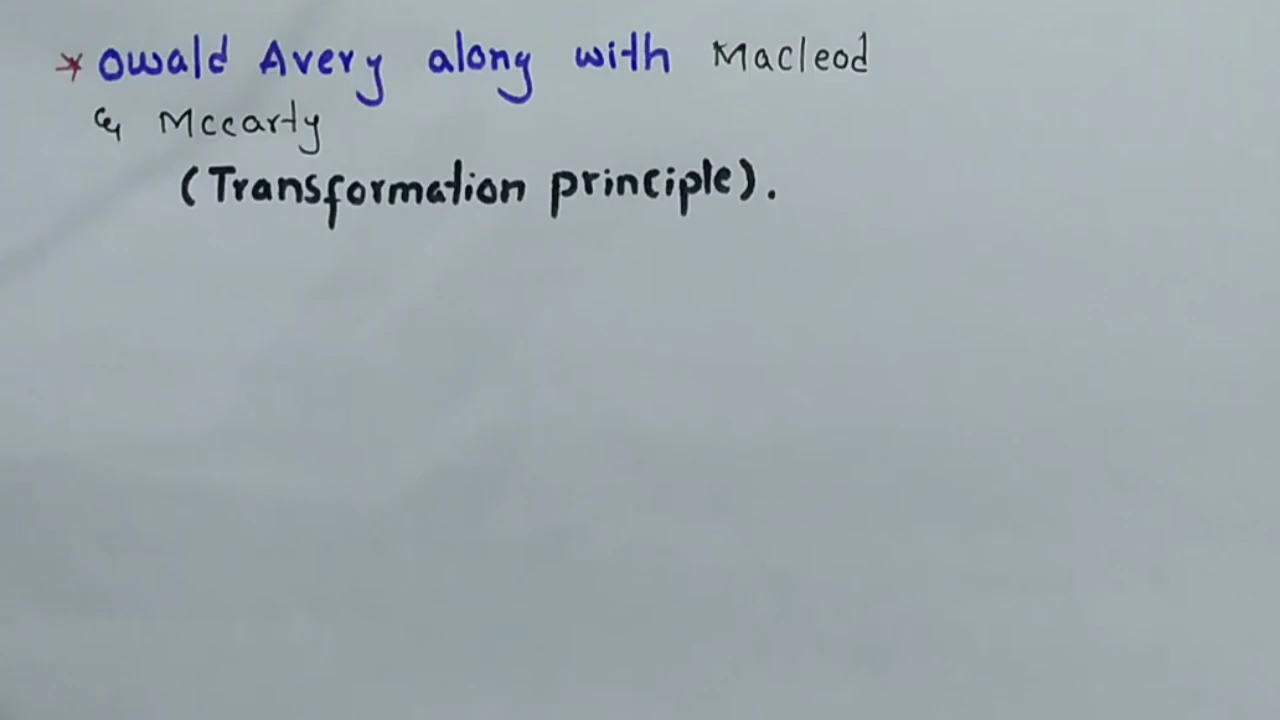 * Owald Avery along with Macleod
& Mccarty
(Transformation principle).